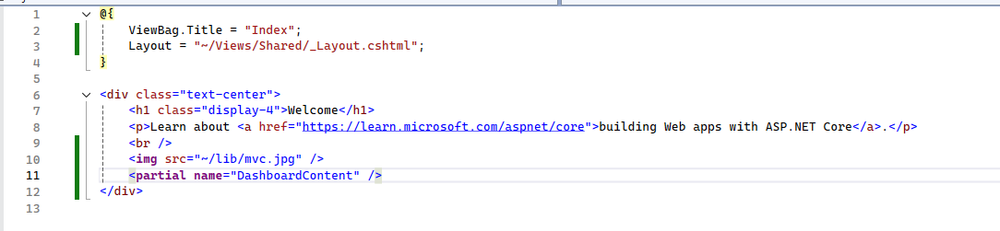 1 @{
2 ViewBag.Title = "Index";
3 Layout = "~/Views/Shared/_Layout.cshtml";
4 }
5
6 <div class="text-center">
7 <h1 class="display-4">Welcome</h1>
8 <p>Learn about <a href="https://learn.microsoft.com/aspnet/core">building Web apps with ASP.NET Core</a>.</p>
9 <br />
10 <img src="~/lib/mvc.jpg" />
11 <partial name="DashboardContent" />
12 </div>
13